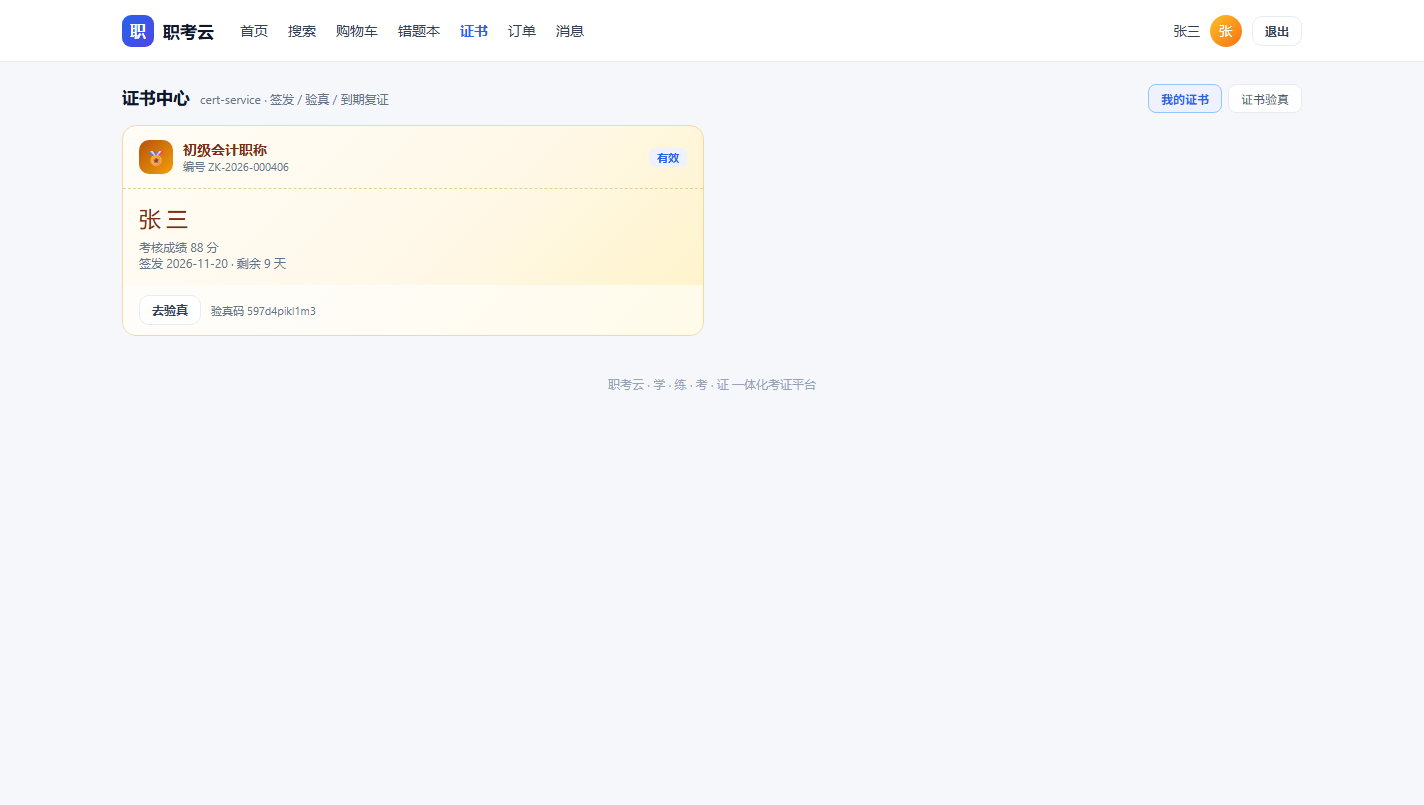 职 职考云 首页 搜索 购物车 错题本 证书 订单 消息 张三 张 退出
证书中心 cert-service · 签发 / 验真 / 到期复证 我的证书 证书验真
初级会计职称 有效
编号 ZK-2026-000406
张 三
考核成绩 88 分
签发 2026-11-20 · 剩余 9 天
去验真 验真码 597d4pikl1m3
职考云 · 学 · 练 · 考 · 证 一体化考证平台